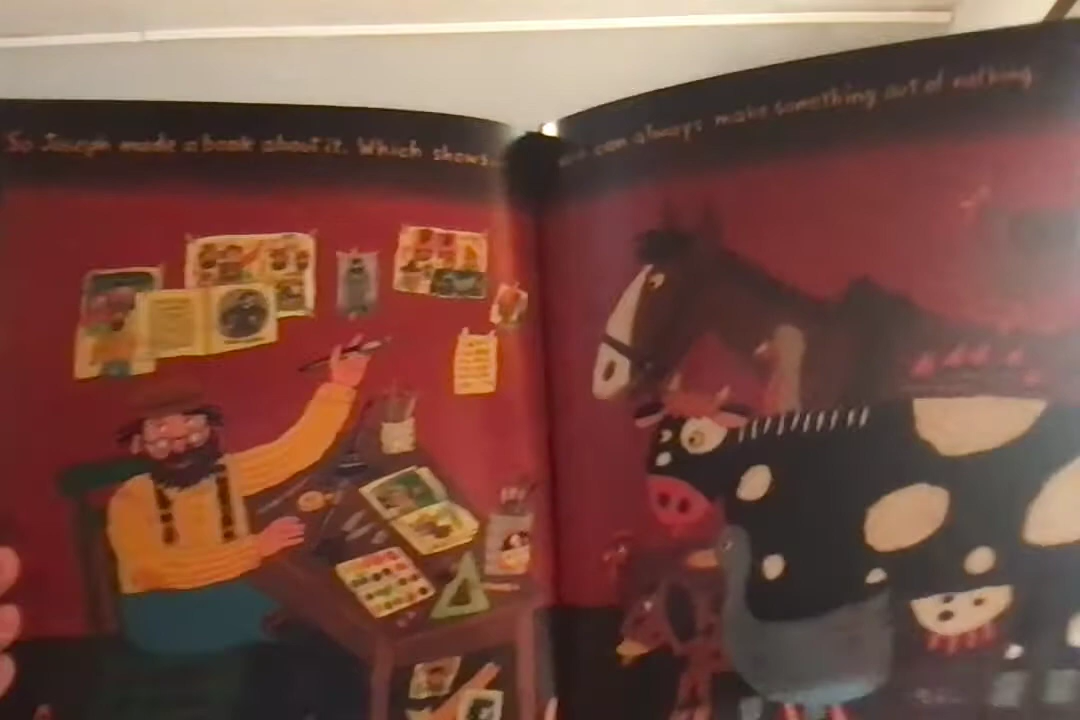 So Joseph made a book about it. Which shows...
you can always make something out of nothing.